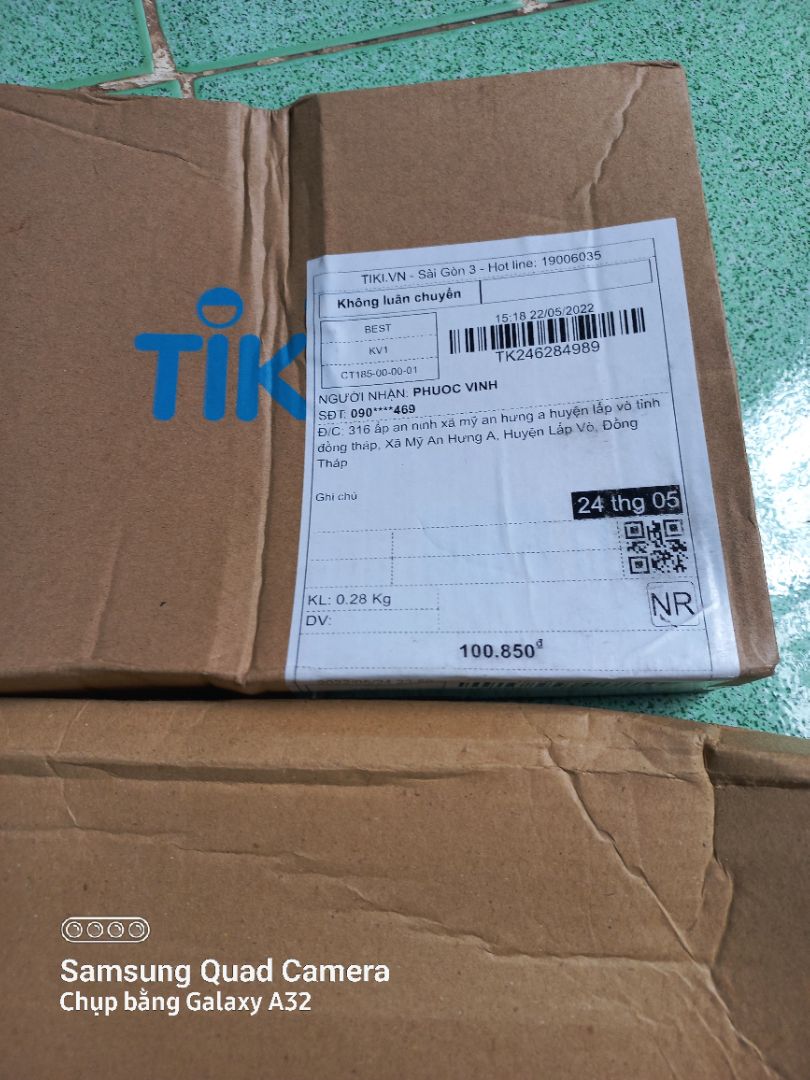 TIKI.VN - Sài Gòn 3 - Hot line: 19006035
Không luân chuyển
BEST
KV1
CT185-00-00-01
15:18 22/05/2022
TK246284989
TIK
NGƯỜI NHẬN: PHUOC VINH
SĐT: 090****469
Đ/C: 316 ấp an ninh xã mỹ an hưng a huyện lấp vò tỉnh
đồng tháp, Xã Mỹ An Hưng A, Huyện Lấp Vò, Đồng
Tháp
Ghi chú
24 thg 05
KL: 0.28 Kg
DV:
NR
100.850đ
Samsung Quad Camera
Chụp bằng Galaxy A32